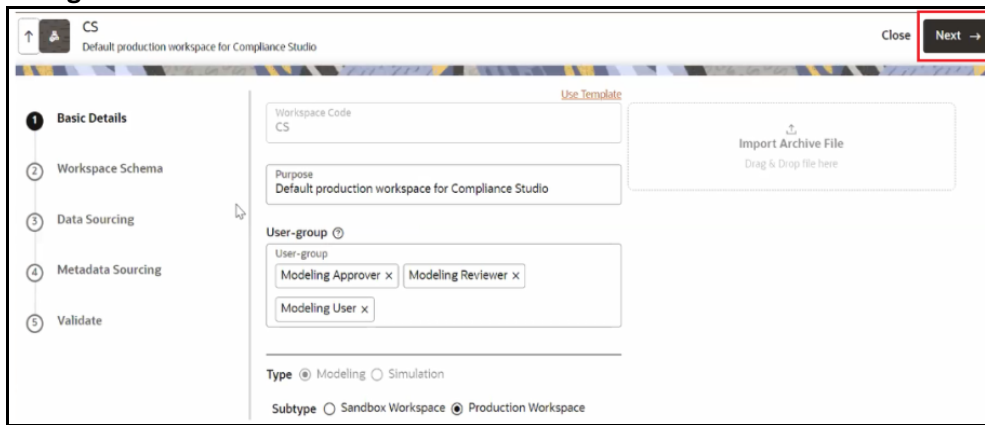 CS
Default production workspace for Compliance Studio
Close
Next →
1 Basic Details
2 Workspace Schema
3 Data Sourcing
4 Metadata Sourcing
5 Validate
Use Template
Workspace Code
CS
Purpose
Default production workspace for Compliance Studio
User-group
User-group
Modeling Approver × Modeling Reviewer ×
Modeling User ×
Type Modeling Simulation
Subtype Sandbox Workspace Production Workspace
Import Archive File
Drag & Drop file here